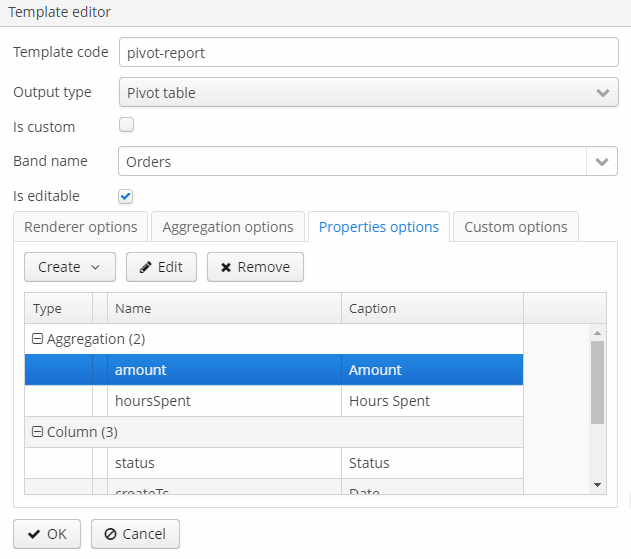 Template editor
Template code pivot-report
Output type Pivot table
Is custom
Band name Orders
Is editable
Renderer options Aggregation options Properties options Custom options
Create Edit Remove
Type Name Caption
Aggregation (2)
amount Amount
hoursSpent Hours Spent
Column (3)
status Status
createTs Date
OK Cancel